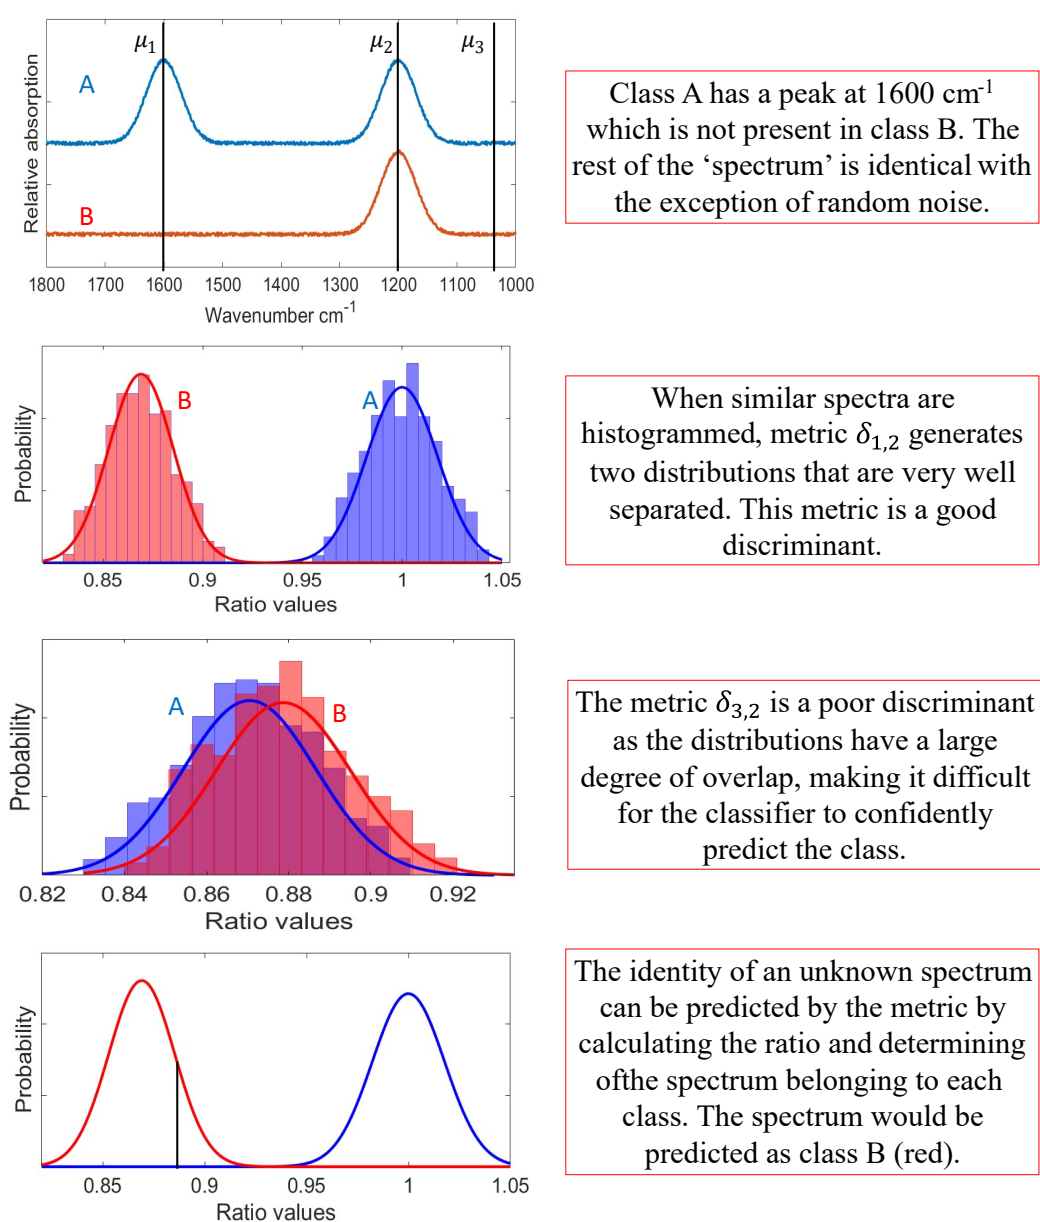 μ1
μ2
μ3
A
B
Relative absorption
1800 1700 1600 1500 1400 1300 1200 1100 1000
Wavenumber cm-1
Class A has a peak at 1600 cm-1
which is not present in class B. The
rest of the ‘spectrum’ is identical with
the exception of random noise.
B
A
Probability
0.85 0.9 0.95 1 1.05
Ratio values
When similar spectra are
histogrammed, metric δ1,2 generates
two distributions that are very well
separated. This metric is a good
discriminant.
A
B
Probability
0.82 0.84 0.86 0.88 0.9 0.92
Ratio values
The metric δ3,2 is a poor discriminant
as the distributions have a large
degree of overlap, making it difficult
for the classifier to confidently
predict the class.
Probability
0.85 0.9 0.95 1 1.05
Ratio values
The identity of an unknown spectrum
can be predicted by the metric by
calculating the ratio and determining
ofthe spectrum belonging to each
class. The spectrum would be
predicted as class B (red).